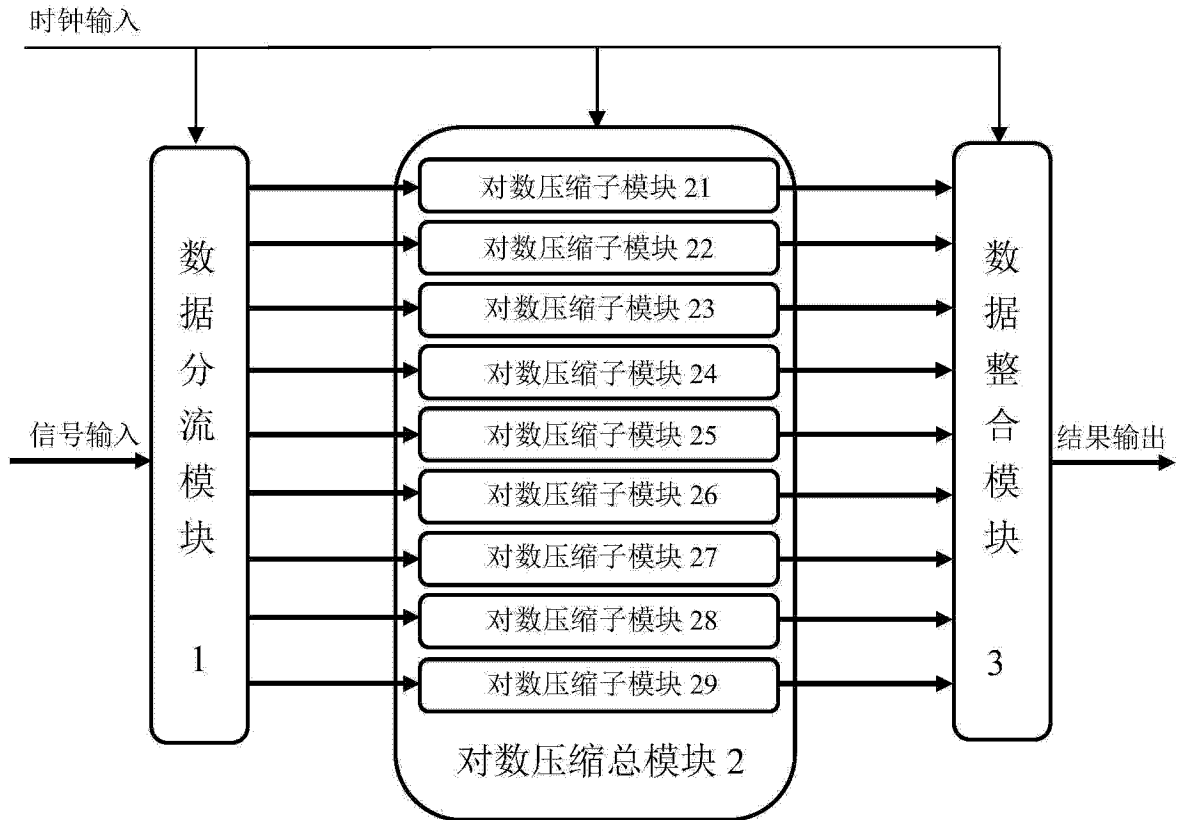 时钟输入
信号输入
数据分流模块 1
对数压缩子模块 21
对数压缩子模块 22
对数压缩子模块 23
对数压缩子模块 24
对数压缩子模块 25
对数压缩子模块 26
对数压缩子模块 27
对数压缩子模块 28
对数压缩子模块 29
对数压缩总模块 2
数据整合模块 3
结果输出